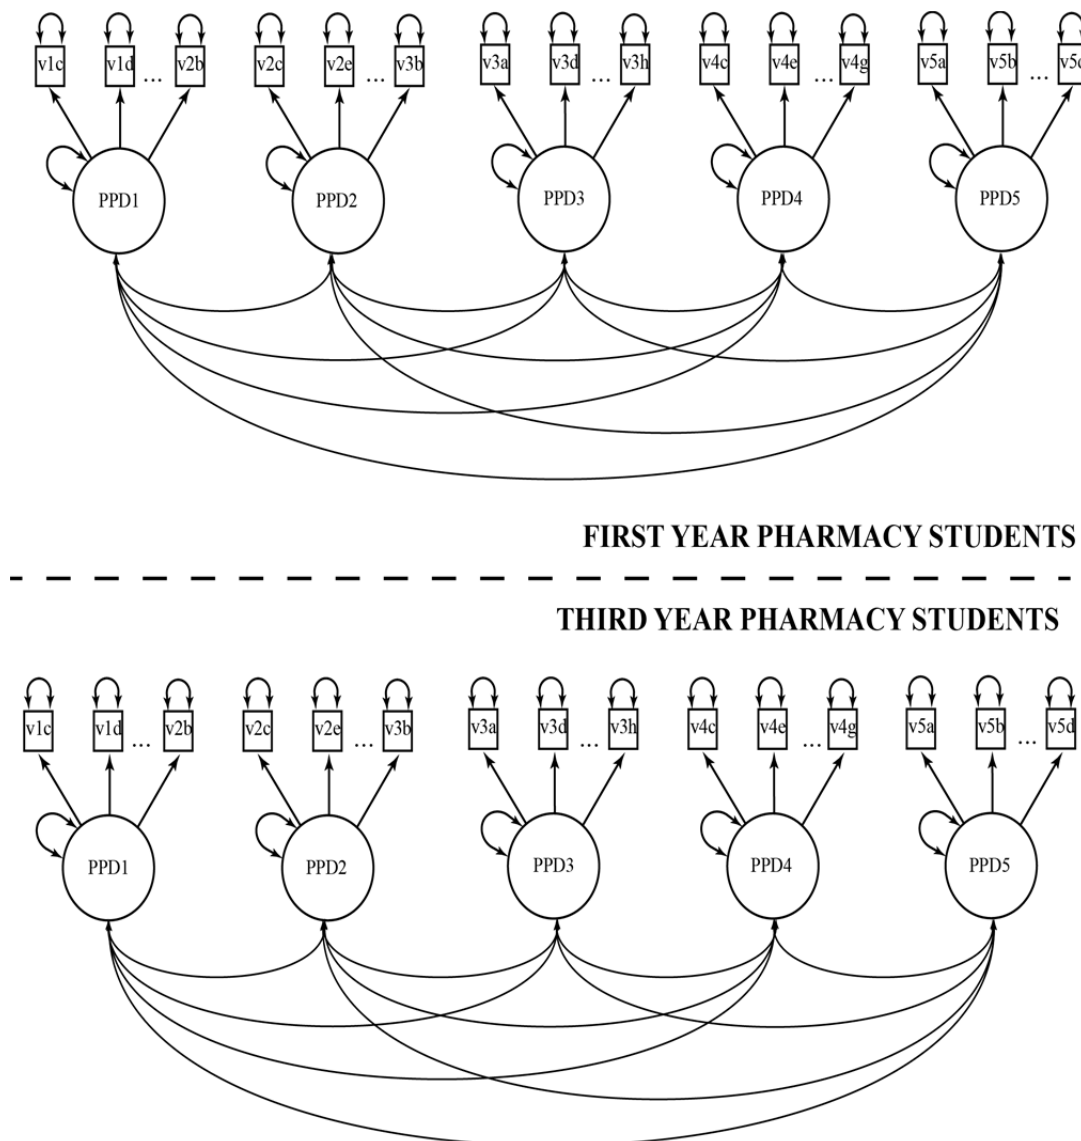 v1c v1d ... v2b v2c v2e ... v3b v3a v3d ... v3h v4c v4e ... v4g v5a v5b ...
PPD1 PPD2 PPD3 PPD4 PPD5
FIRST YEAR PHARMACY STUDENTS
THIRD YEAR PHARMACY STUDENTS
v1c v1d ... v2b v2c v2e ... v3b v3a v3d ... v3h v4c v4e ... v4g v5a v5b ... v5d
PPD1 PPD2 PPD3 PPD4 PPD5